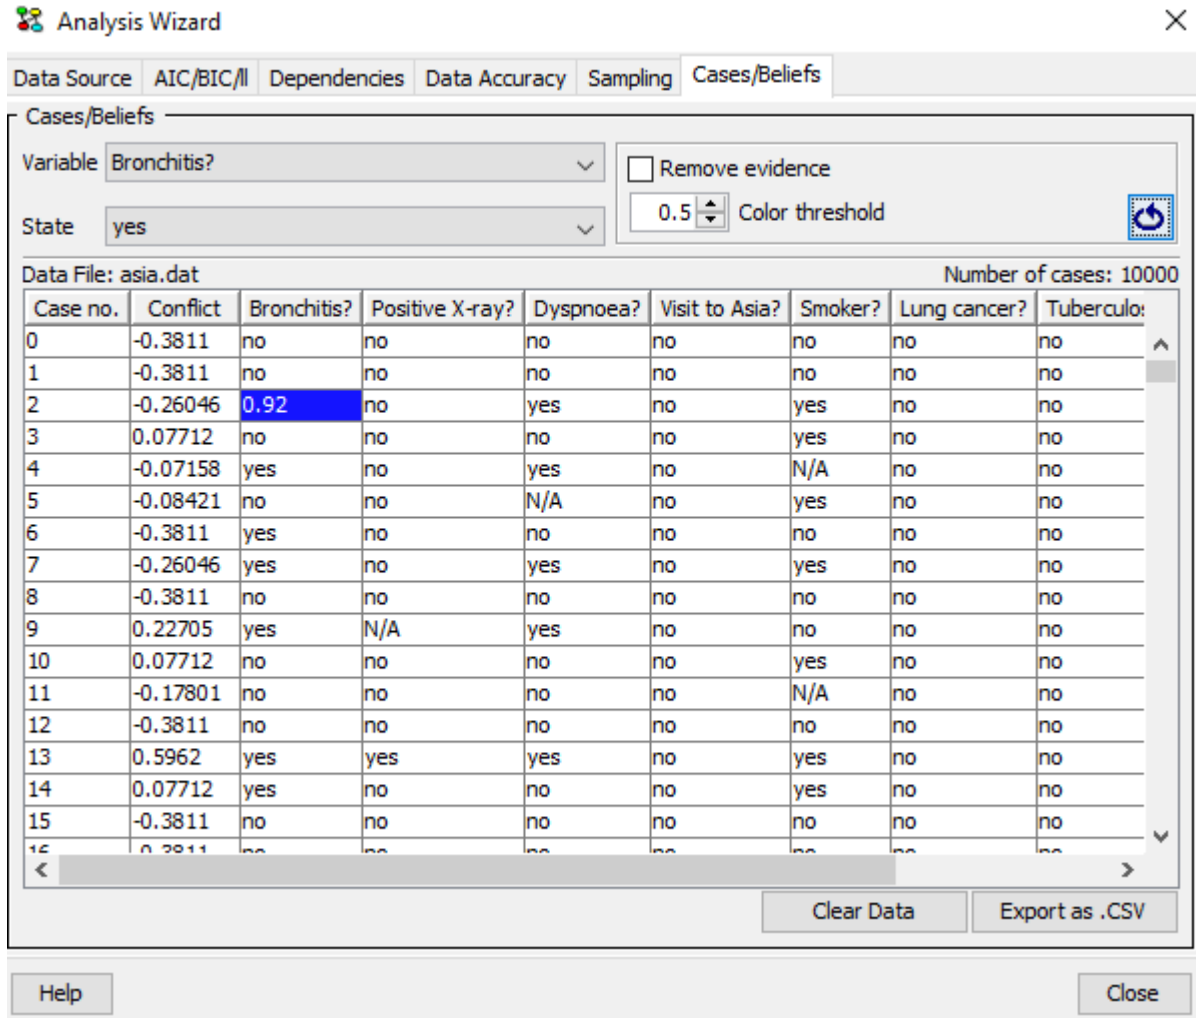 Analysis Wizard
Data Source AIC/BIC/ll Dependencies Data Accuracy Sampling Cases/Beliefs
Cases/Beliefs
Variable Bronchitis?
Remove evidence
0.5 Color threshold
State yes
Data File: asia.dat Number of cases: 10000
Case no. Conflict Bronchitis? Positive X-ray? Dyspnoea? Visit to Asia? Smoker? Lung cancer? Tuberculos
0 -0.3811 no no no no no no no
1 -0.3811 no no no no no no no
2 -0.26046 0.92 no yes no yes no no
3 0.07712 no no no no yes no no
4 -0.07158 yes no yes no N/A no no
5 -0.08421 no no N/A no yes no no
6 -0.3811 yes no no no no no no
7 -0.26046 yes no yes no yes no no
8 -0.3811 no no no no no no no
9 0.22705 yes N/A yes no no no no
10 0.07712 no no no no yes no no
11 -0.17801 no no no no N/A no no
12 -0.3811 no no no no no no no
13 0.5962 yes yes yes no yes no no
14 0.07712 yes no no no yes no no
15 -0.3811 no no no no no no no
16 -0.3811 no no no no no no no
Clear Data Export as .CSV
Help Close